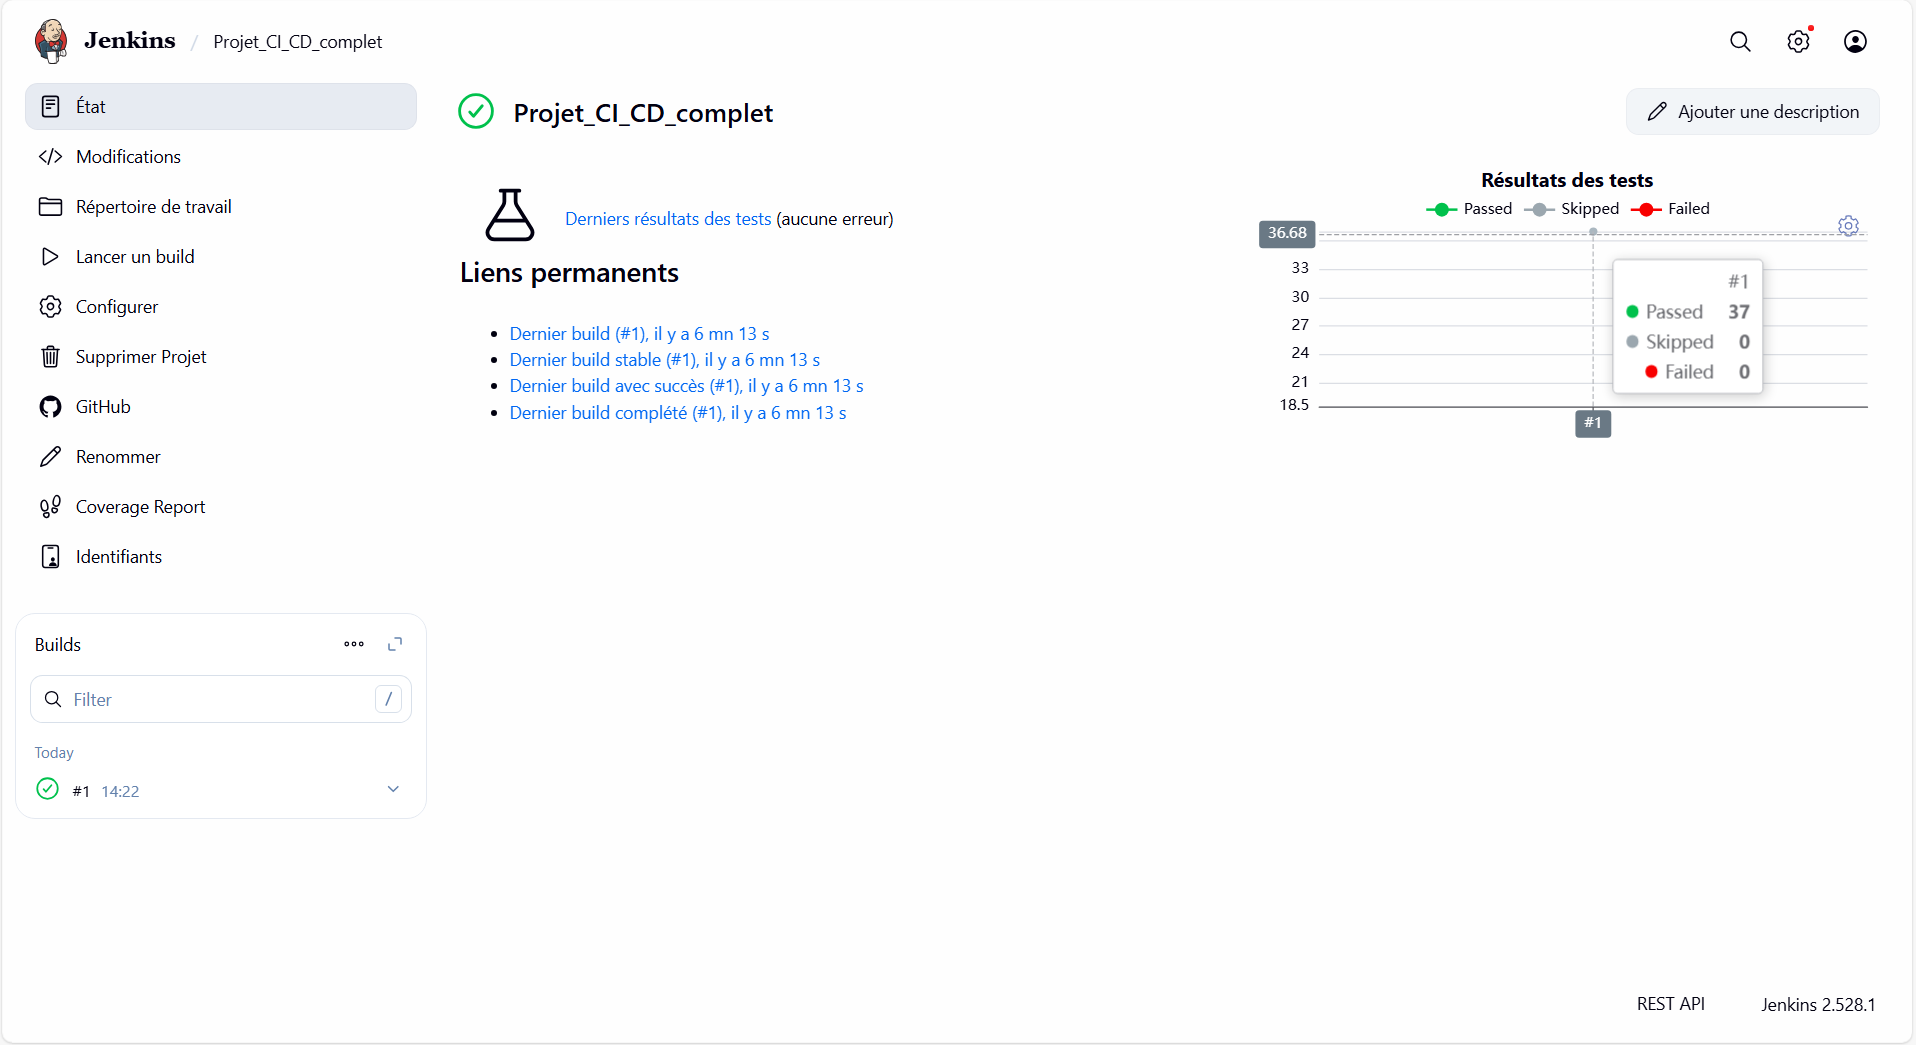 Jenkins / Projet_CI_CD_complet
État
Modifications
Répertoire de travail
Lancer un build
Configurer
Supprimer Projet
GitHub
Renommer
Coverage Report
Identifiants
Builds
Filter /
Today
#1 14:22
Projet_CI_CD_complet
Ajouter une description
Derniers résultats des tests (aucune erreur)
Liens permanents
Dernier build (#1), il y a 6 mn 13 s
Dernier build stable (#1), il y a 6 mn 13 s
Dernier build avec succès (#1), il y a 6 mn 13 s
Dernier build complété (#1), il y a 6 mn 13 s
Résultats des tests
Passed Skipped Failed
36.68
33
30
27
24
21
18.5
#1
Passed 37
Skipped 0
Failed 0
#1
REST API Jenkins 2.528.1